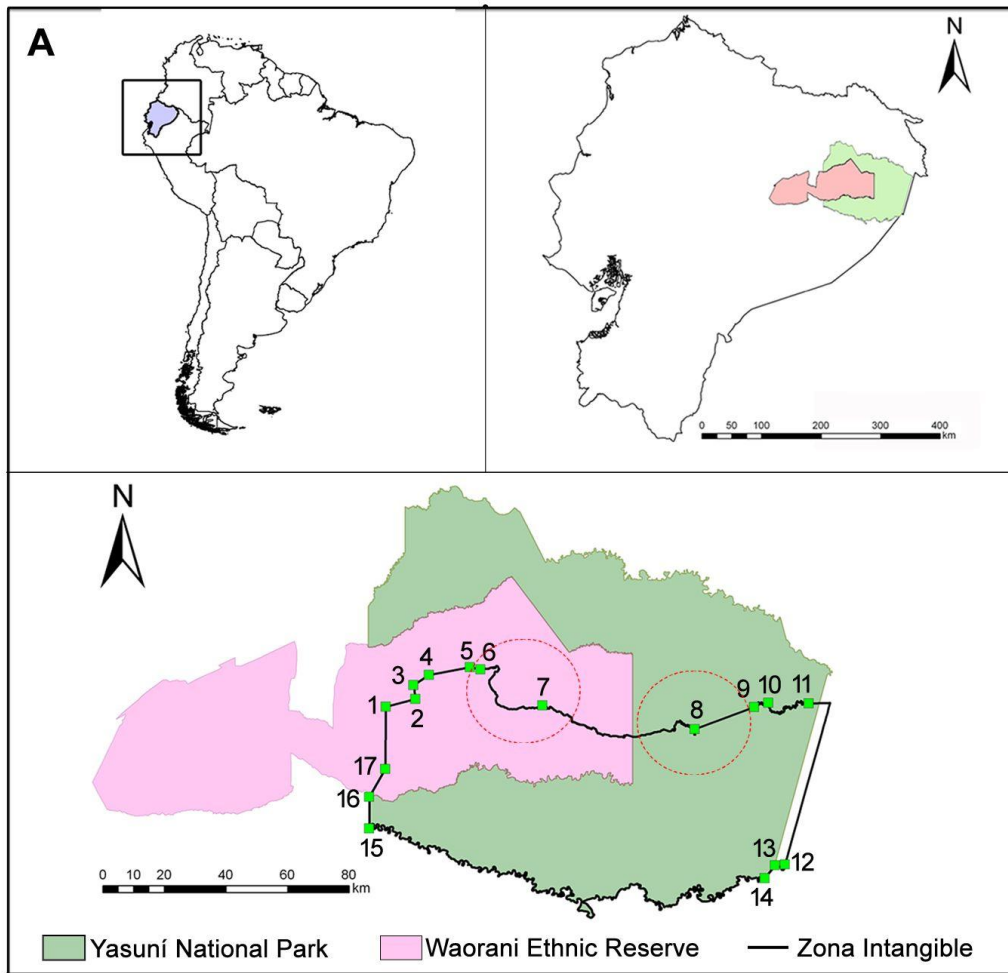 A
N
0 50 100 200 300 400
km
N
5 6
4
3
7
1
2
9 10 11
8
17
16
15
13 12
14
0 10 20 40 60 80
km
Yasuní National Park Waorani Ethnic Reserve Zona Intangible